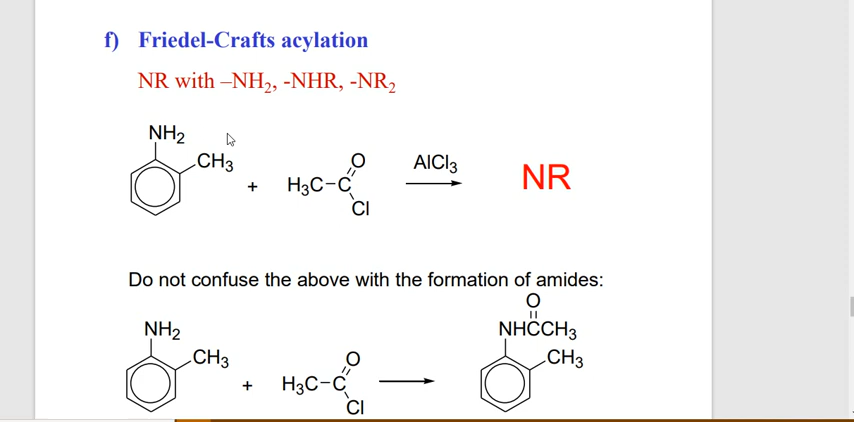 f) Friedel-Crafts acylation
NR with –NH₂, -NHR, -NR₂
NH₂
CH₃
+
H₃C-C
O
Cl
AlCl₃
NR
Do not confuse the above with the formation of amides:
NH₂
CH₃
+
H₃C-C
O
Cl
O
NHCCH₃
CH₃